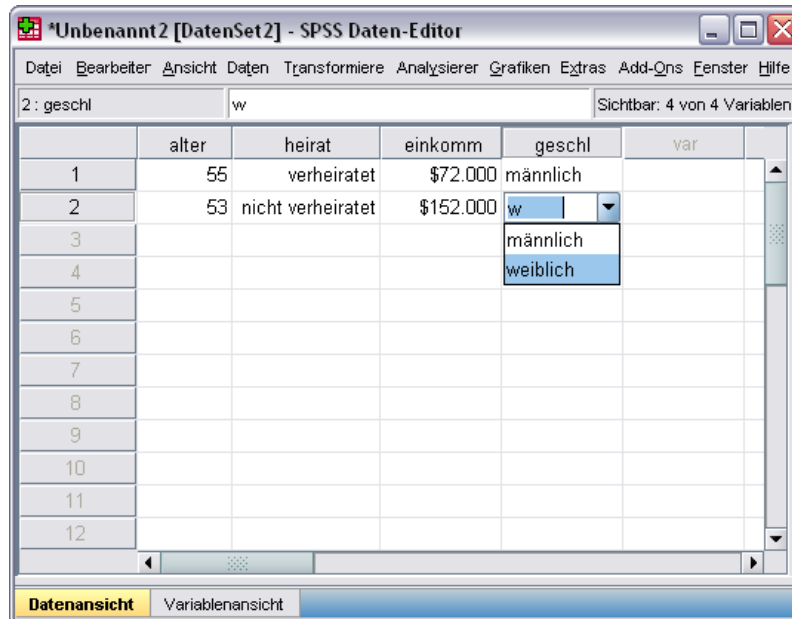 *Unbenannt2 [DatenSet2] - SPSS Daten-Editor
Datei Bearbeiter Ansicht Daten Transformiere Analysierer Grafiken Extras Add-Ons Fenster Hilfe
2 : geschl w Sichtbar: 4 von 4 Variablen
alter heirat einkomm geschl var
1 55 verheiratet $72.000 männlich
2 53 nicht verheiratet $152.000 w
3 männlich
4 weiblich
5
6
7
8
9
10
11
12
Datenansicht Variablenansicht